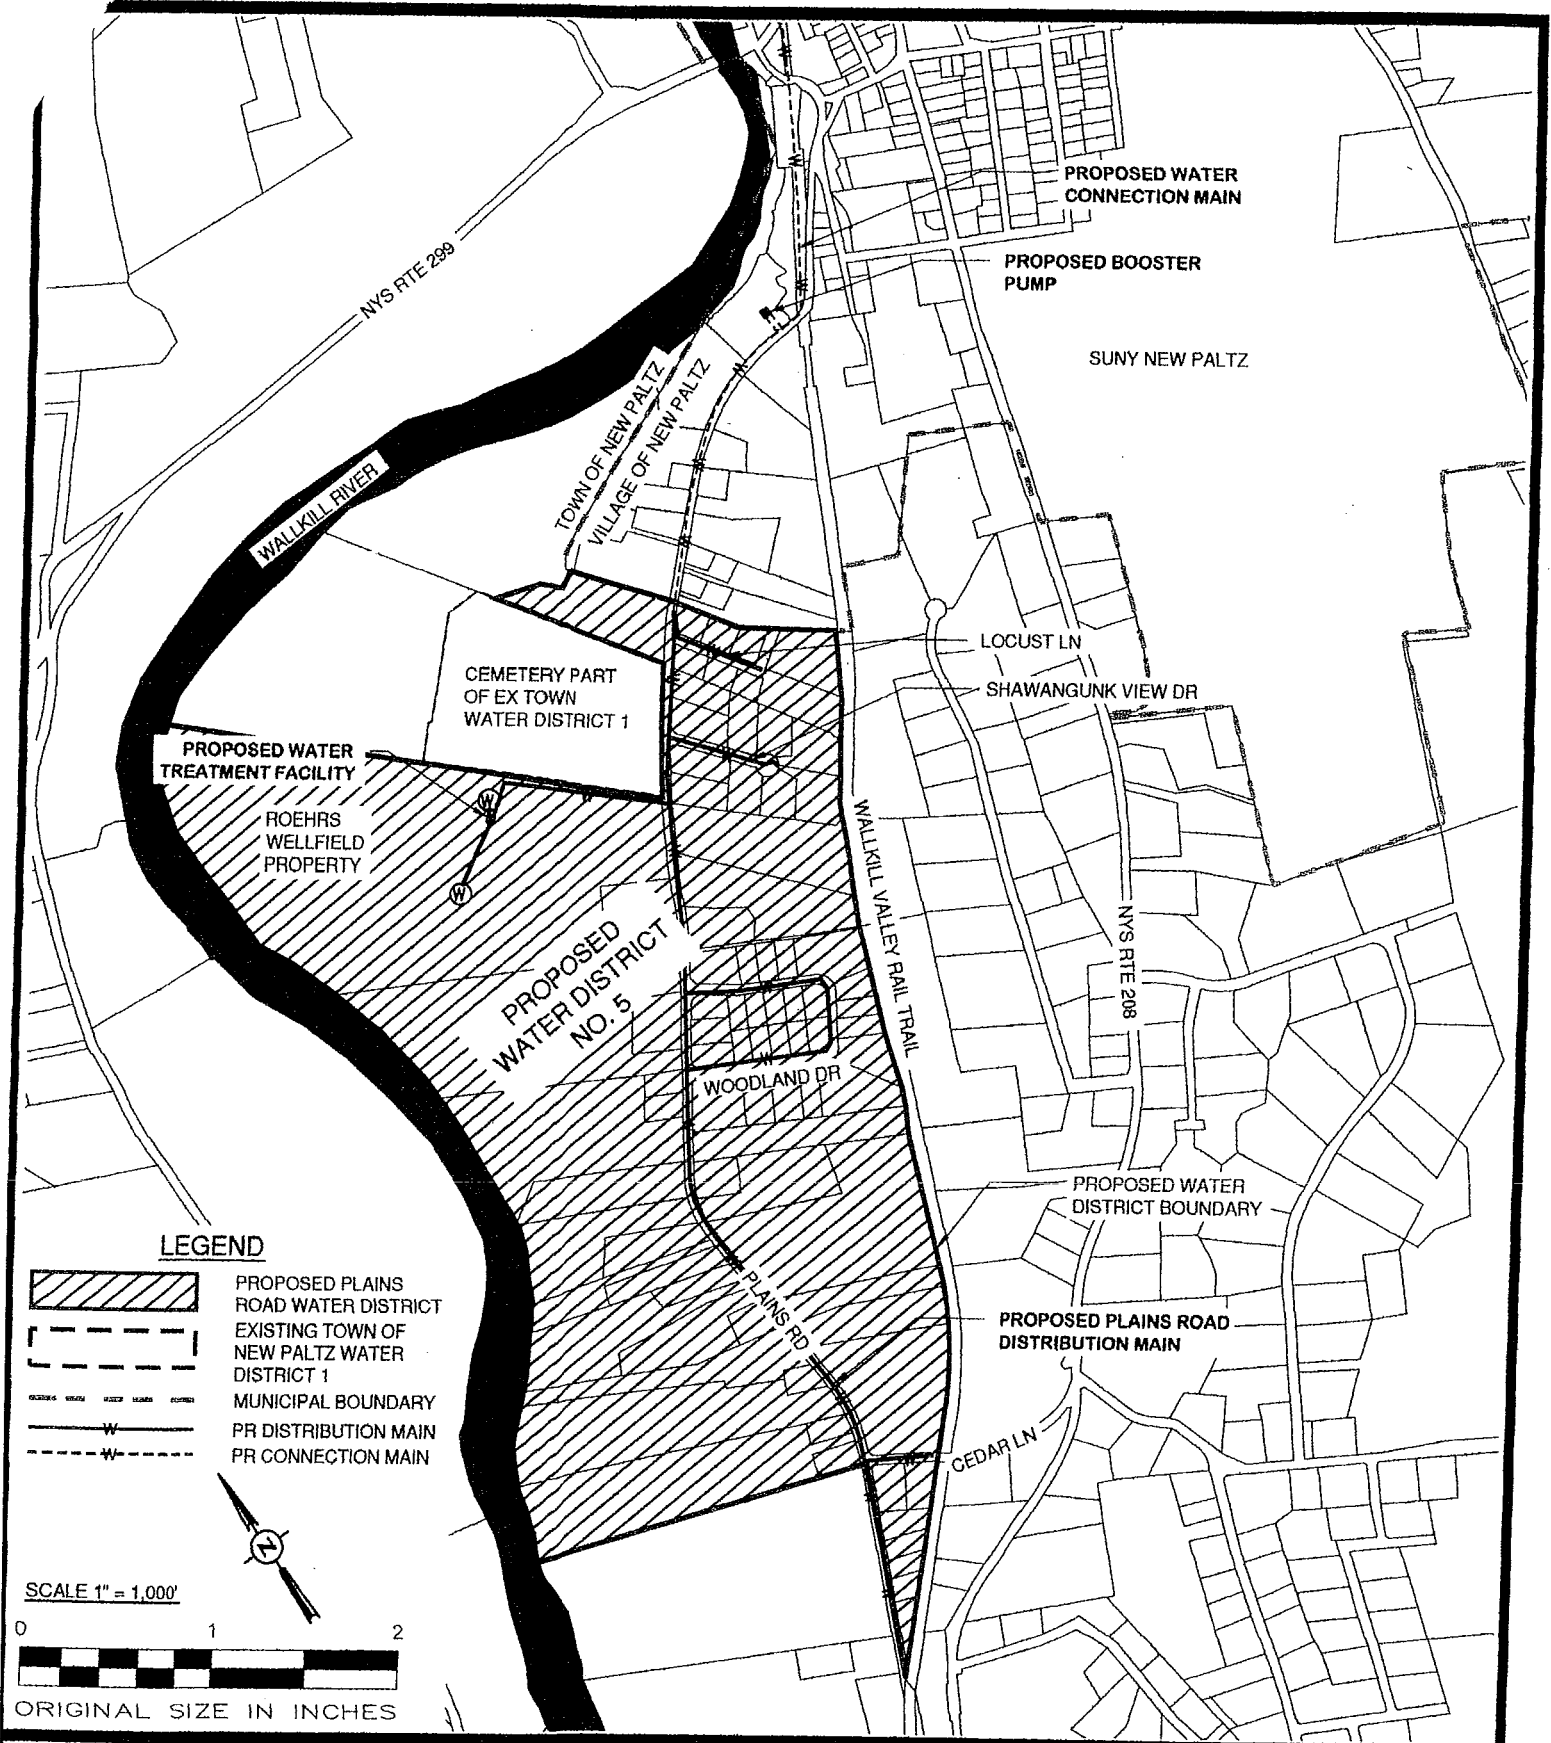 PROPOSED WATER
CONNECTION MAIN
PROPOSED BOOSTER
PUMP
NYS RTE 299
SUNY NEW PALTZ
TOWN OF NEW PALTZ
VILLAGE OF NEW PALTZ
WALLKILL RIVER
LOCUST LN
CEMETERY PART
OF EX TOWN
WATER DISTRICT 1
SHAWANGUNK VIEW DR
PROPOSED WATER
TREATMENT FACILITY
ROEHRS
WELLFIELD
PROPERTY
W
W
WALLKILL VALLEY RAIL TRAIL
NYS RTE 208
PROPOSED
WATER DISTRICT
NO. 5
WOODLAND DR
PROPOSED WATER
DISTRICT BOUNDARY
PLAINS RD
PROPOSED PLAINS ROAD
DISTRIBUTION MAIN
CEDAR LN
LEGEND
PROPOSED PLAINS
ROAD WATER DISTRICT
EXISTING TOWN OF
NEW PALTZ WATER
DISTRICT 1
MUNICIPAL BOUNDARY
W PR DISTRIBUTION MAIN
W PR CONNECTION MAIN
Z
SCALE 1" = 1,000'
0 1 2
ORIGINAL SIZE IN INCHES